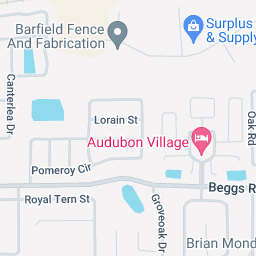 Barfield Fence
And Fabrication
Surplus
& Supply
Canterlea Dr
Lorain St
Oak Rd
Audubon Village
Pomeroy Cir
Beggs R
Royal Tern St
Groveoak Dr
Brian Mond